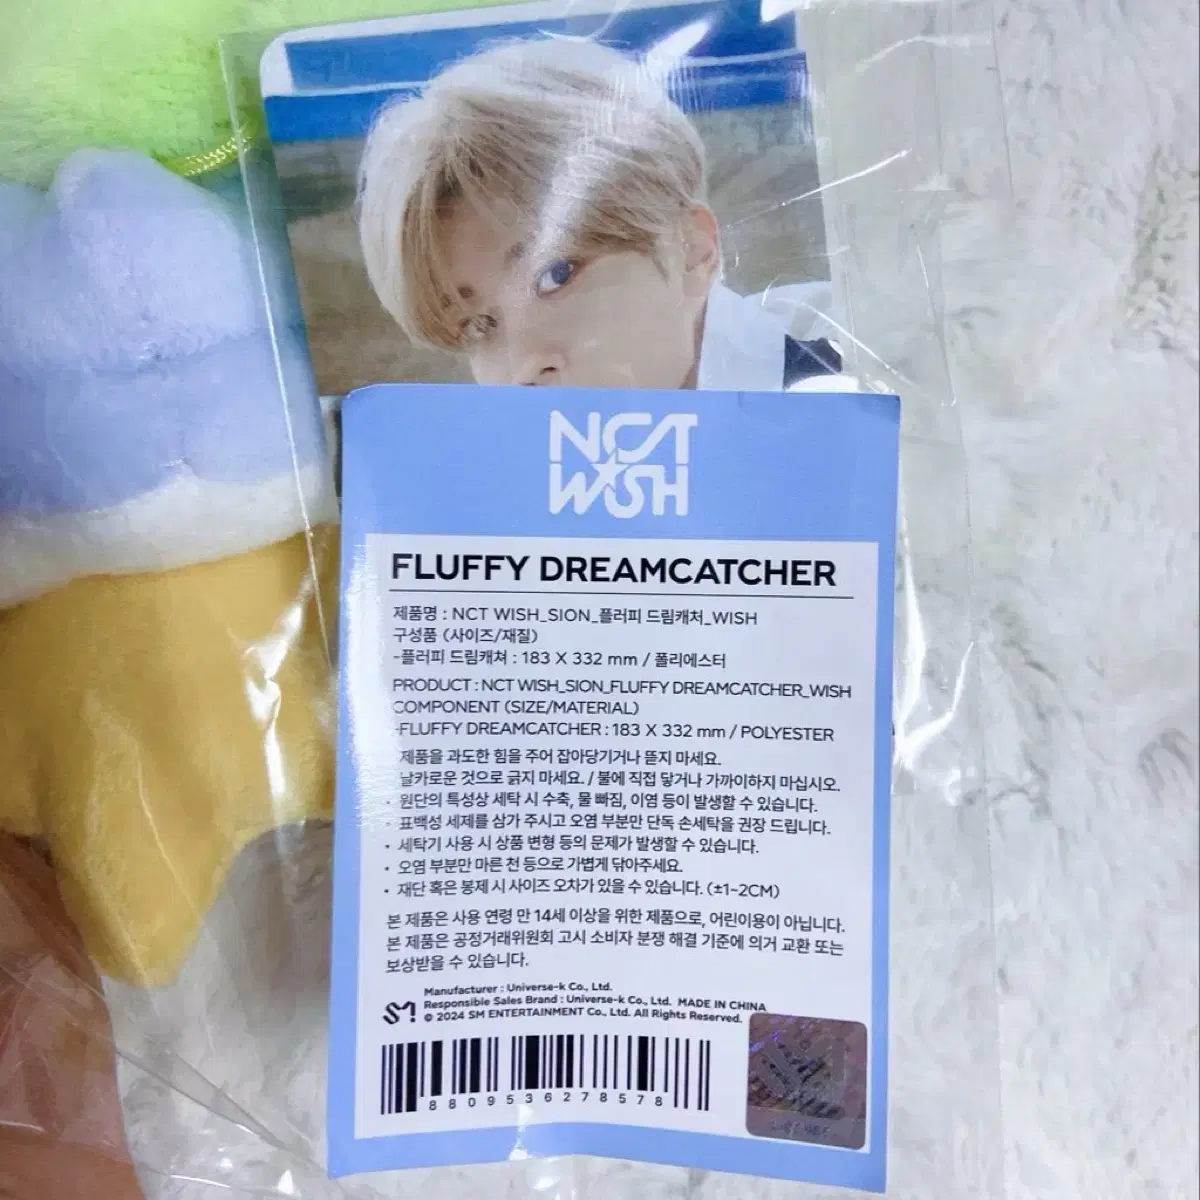 NCT
WISH
FLUFFY DREAMCATCHER
제품명 : NCT WISH_SION_플러피 드림캐처_WISH
구성품 (사이즈/재질)
-플러피 드림캐쳐 : 183 X 332 mm / 폴리에스터
PRODUCT : NCT WISH_SION_FLUFFY DREAMCATCHER_WISH
COMPONENT (SIZE/MATERIAL)
-FLUFFY DREAMCATCHER : 183 X 332 mm / POLYESTER
제품을 과도한 힘을 주어 잡아당기거나 뜯지 마세요.
날카로운 것으로 긁지 마세요. / 불에 직접 닿거나 가까이하지 마십시오.
• 원단의 특성상 세탁 시 수축, 물 빠짐, 이염 등이 발생할 수 있습니다.
• 표백성 세제를 삼가 주시고 오염 부분만 단독 손세탁을 권장 드립니다.
• 세탁기 사용 시 상품 변형 등의 문제가 발생할 수 있습니다.
• 오염 부분만 마른 천 등으로 가볍게 닦아주세요.
• 재단 혹은 봉제 시 사이즈 오차가 있을 수 있습니다. (±1~2CM)
본 제품은 사용 연령 만 14세 이상을 위한 제품으로, 어린이용이 아닙니다.
본 제품은 공정거래위원회 고시 소비자 분쟁 해결 기준에 의거 교환 또는
보상받을 수 있습니다.
Manufacturer : Universe-k Co., Ltd.
Responsible Sales Brand : Universe-k Co., Ltd. MADE IN CHINA
© 2024 SM ENTERTAINMENT Co., Ltd. All Rights Reserved.
8809536278578